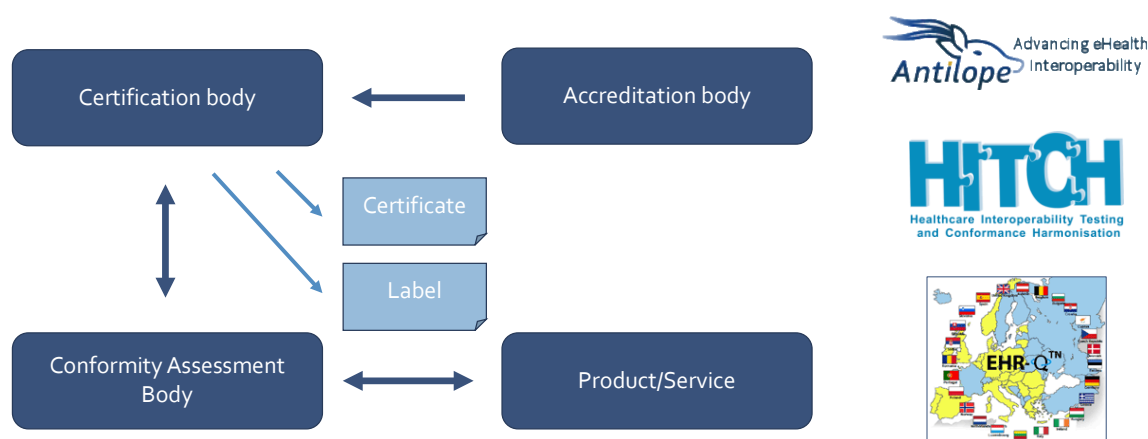 Certification body
Accreditation body
Certificate
Label
Conformity Assessment
Body
Product/Service
Antilope
Advancing eHealth
Interoperability
HITCH
Healthcare Interoperability Testing
and Conformance Harmonisation
EHR-QTN